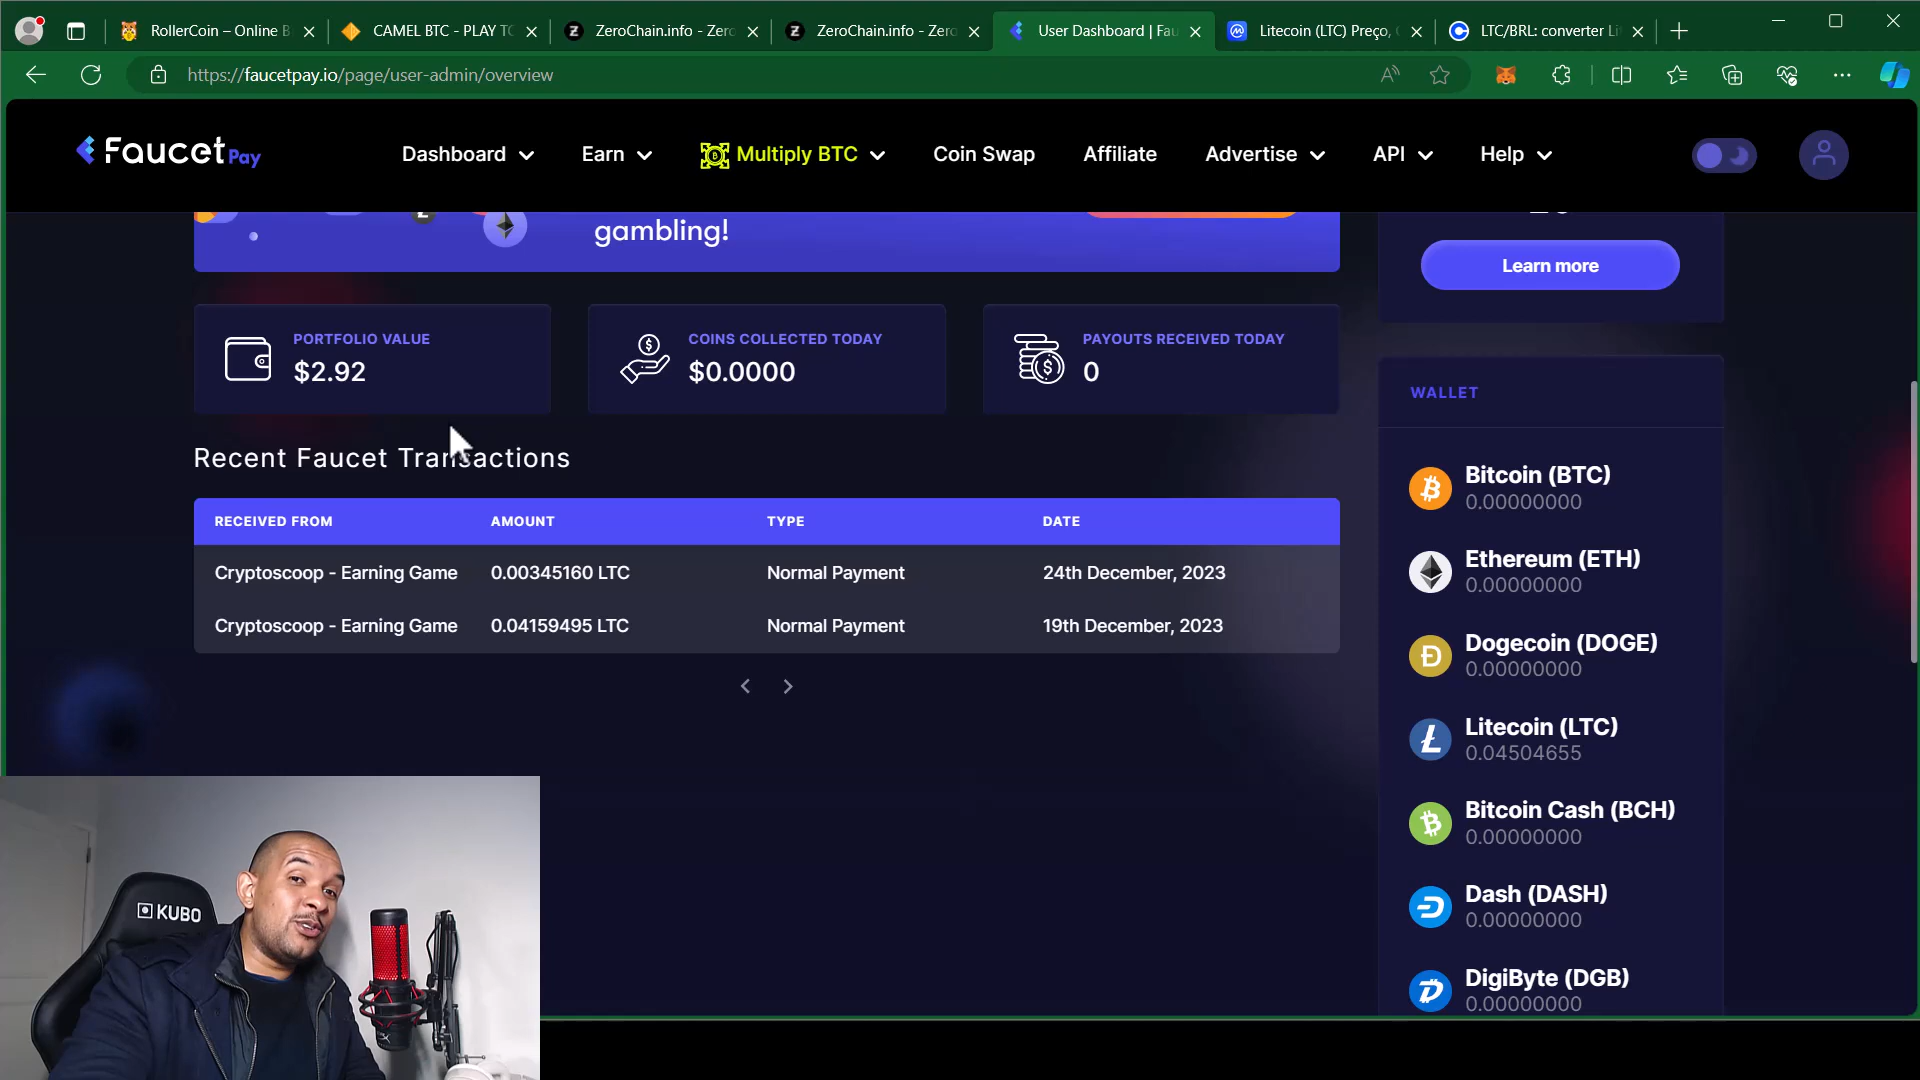 RollerCoin – Online B
CAMEL BTC - PLAY TO
ZeroChain.info - Zero
ZeroChain.info - Zero
User Dashboard | Fau
Litecoin (LTC) Preço,
LTC/BRL: converter Li
https://faucetpay.io/page/user-admin/overview
FaucetPay
Dashboard
Earn
Multiply BTC
Coin Swap
Affiliate
Advertise
API
Help
gambling!
Learn more
PORTFOLIO VALUE
$2.92
COINS COLLECTED TODAY
$0.0000
PAYOUTS RECEIVED TODAY
0
Recent Faucet Transactions
RECEIVED FROM AMOUNT TYPE DATE
Cryptoscoop - Earning Game 0.00345160 LTC Normal Payment 24th December, 2023
Cryptoscoop - Earning Game 0.04159495 LTC Normal Payment 19th December, 2023
WALLET
Bitcoin (BTC)
0.00000000
Ethereum (ETH)
0.00000000
Dogecoin (DOGE)
0.00000000
Litecoin (LTC)
0.04504655
Bitcoin Cash (BCH)
0.00000000
Dash (DASH)
0.00000000
DigiByte (DGB)
0.00000000
KUBO